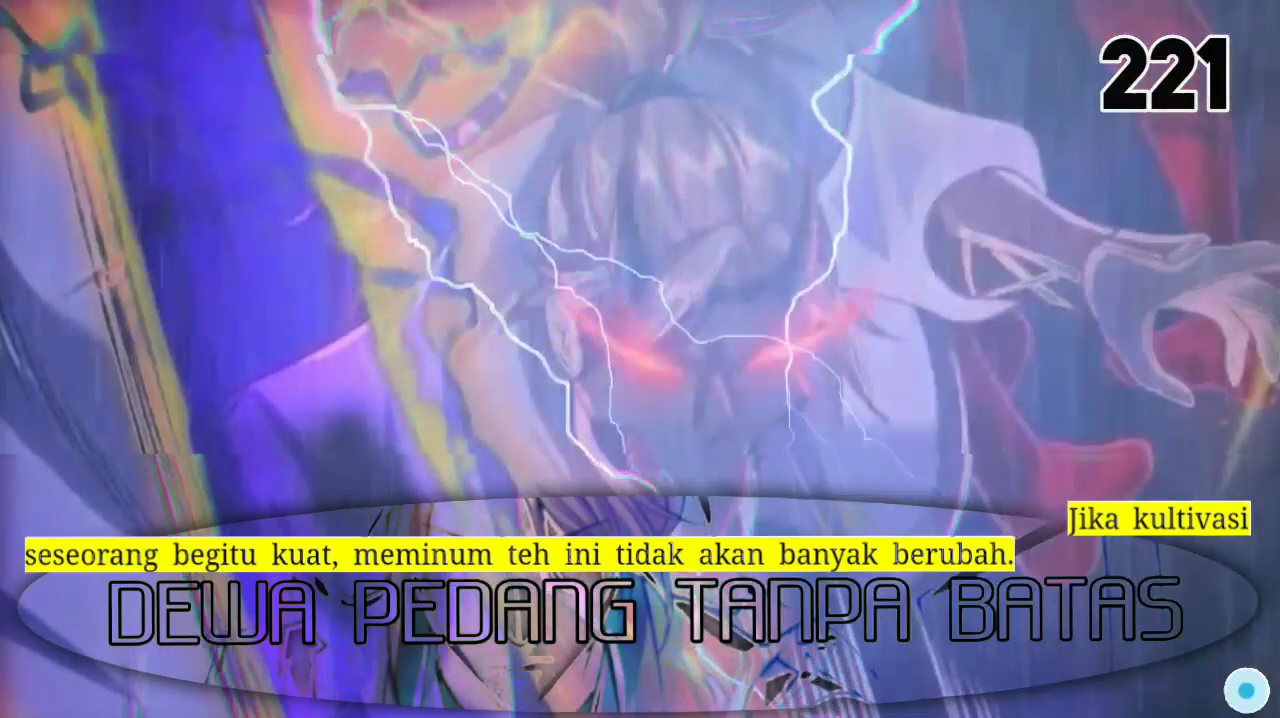 221
Jika kultivasi
seseorang begitu kuat, meminum teh ini tidak akan banyak berubah.
DEWA PEDANG TANPA BATAS